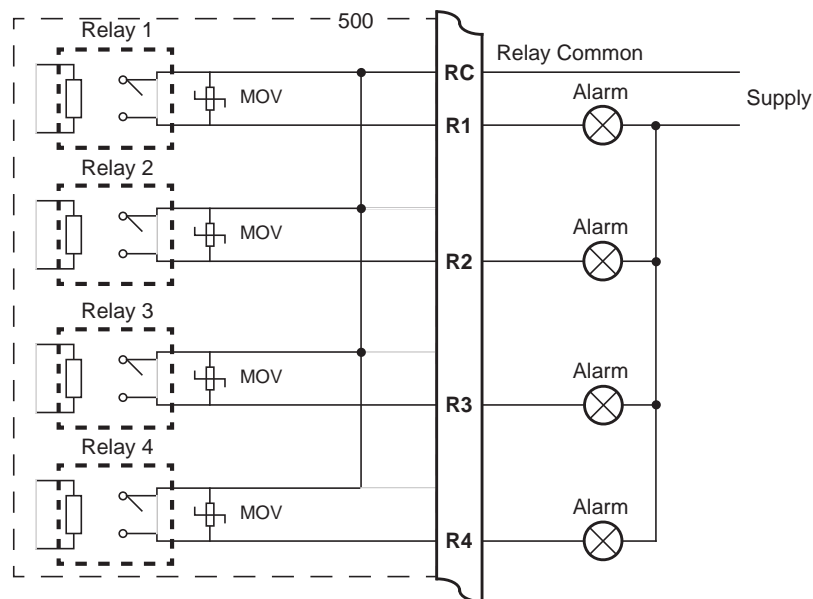 Relay 1
500
RC
Relay Common
MOV
Alarm
Supply
R1
Relay 2
MOV
Alarm
R2
Relay 3
MOV
Alarm
R3
Relay 4
MOV
Alarm
R4